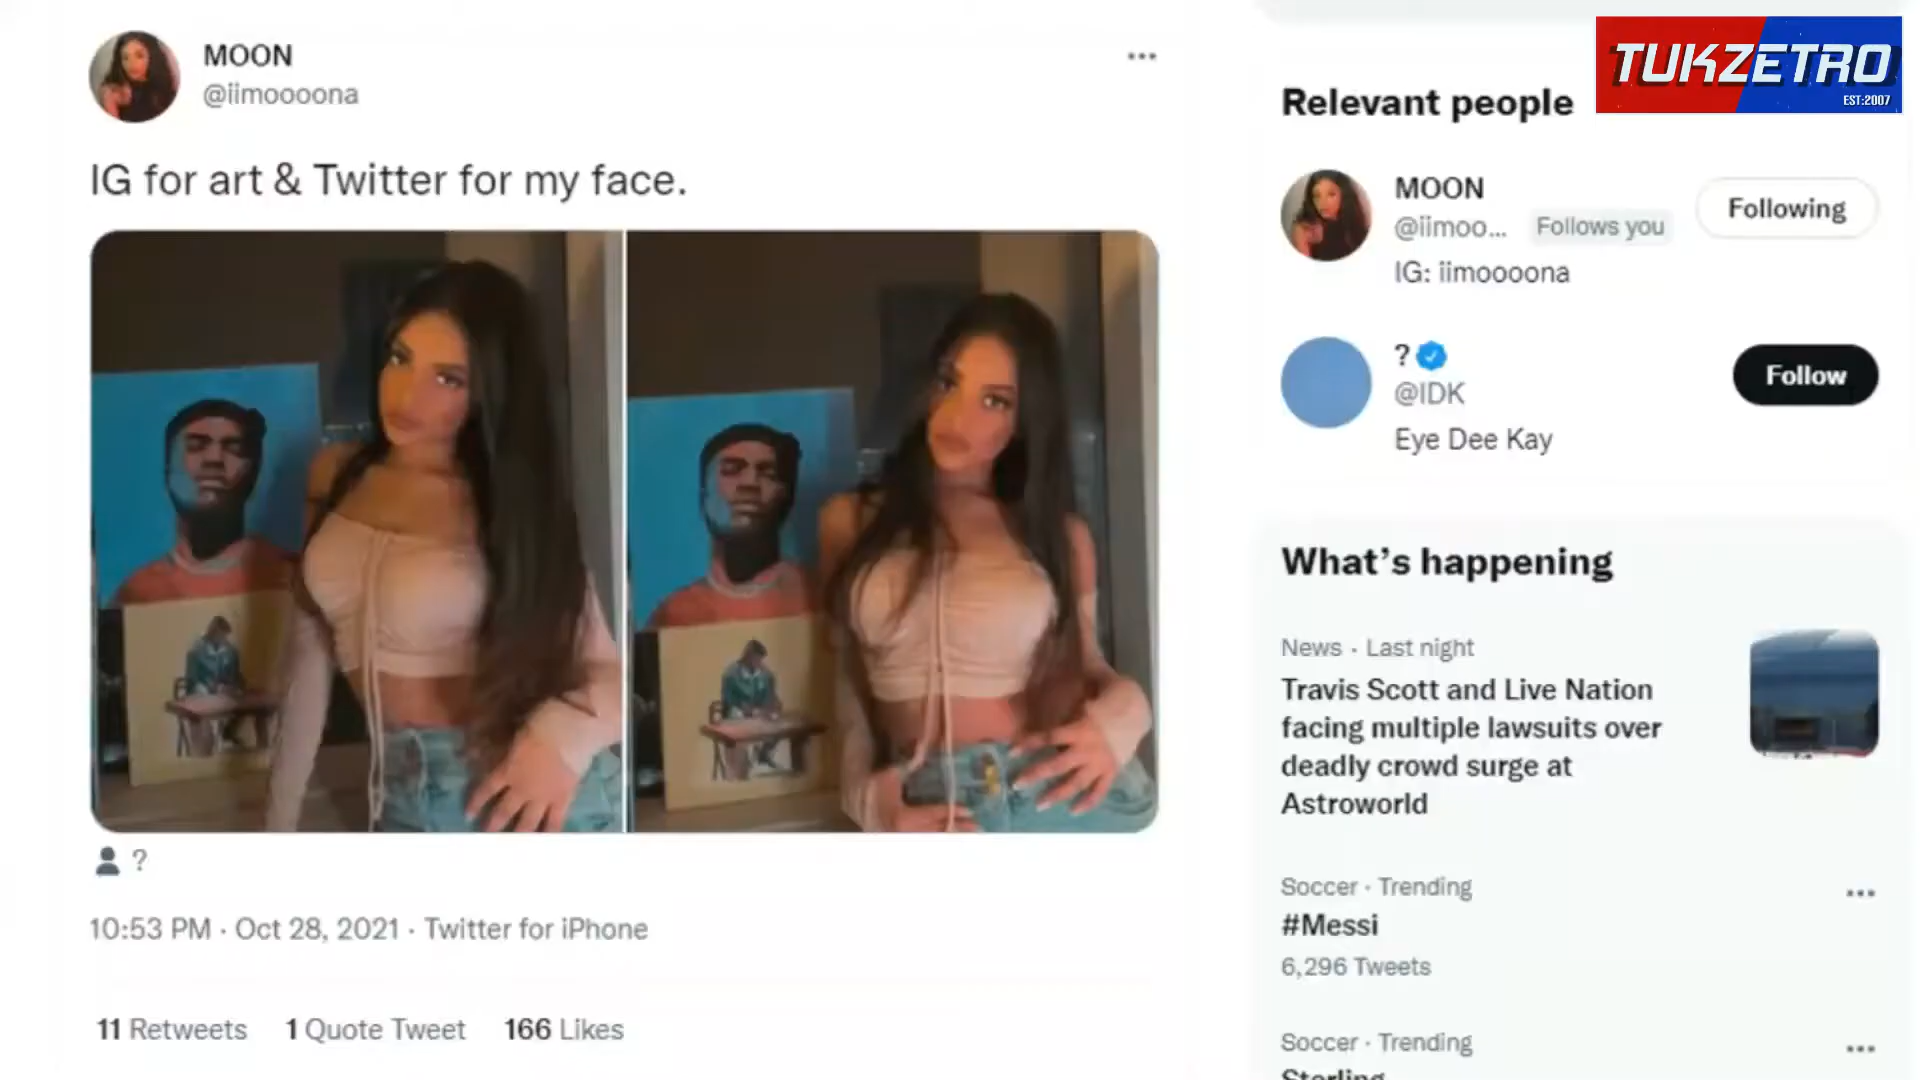 MOON
@iimoooona
IG for art & Twitter for my face.
?
10:53 PM · Oct 28, 2021 · Twitter for iPhone
11 Retweets 1 Quote Tweet 166 Likes
TUKZETRO
EST:2007
Relevant people
MOON
@iimoo... Follows you
Following
IG: iimoooona
?
@IDK
Follow
Eye Dee Kay
What's happening
News · Last night
Travis Scott and Live Nation
facing multiple lawsuits over
deadly crowd surge at
Astroworld
Soccer · Trending
#Messi
6,296 Tweets
Soccer · Trending
Sterling